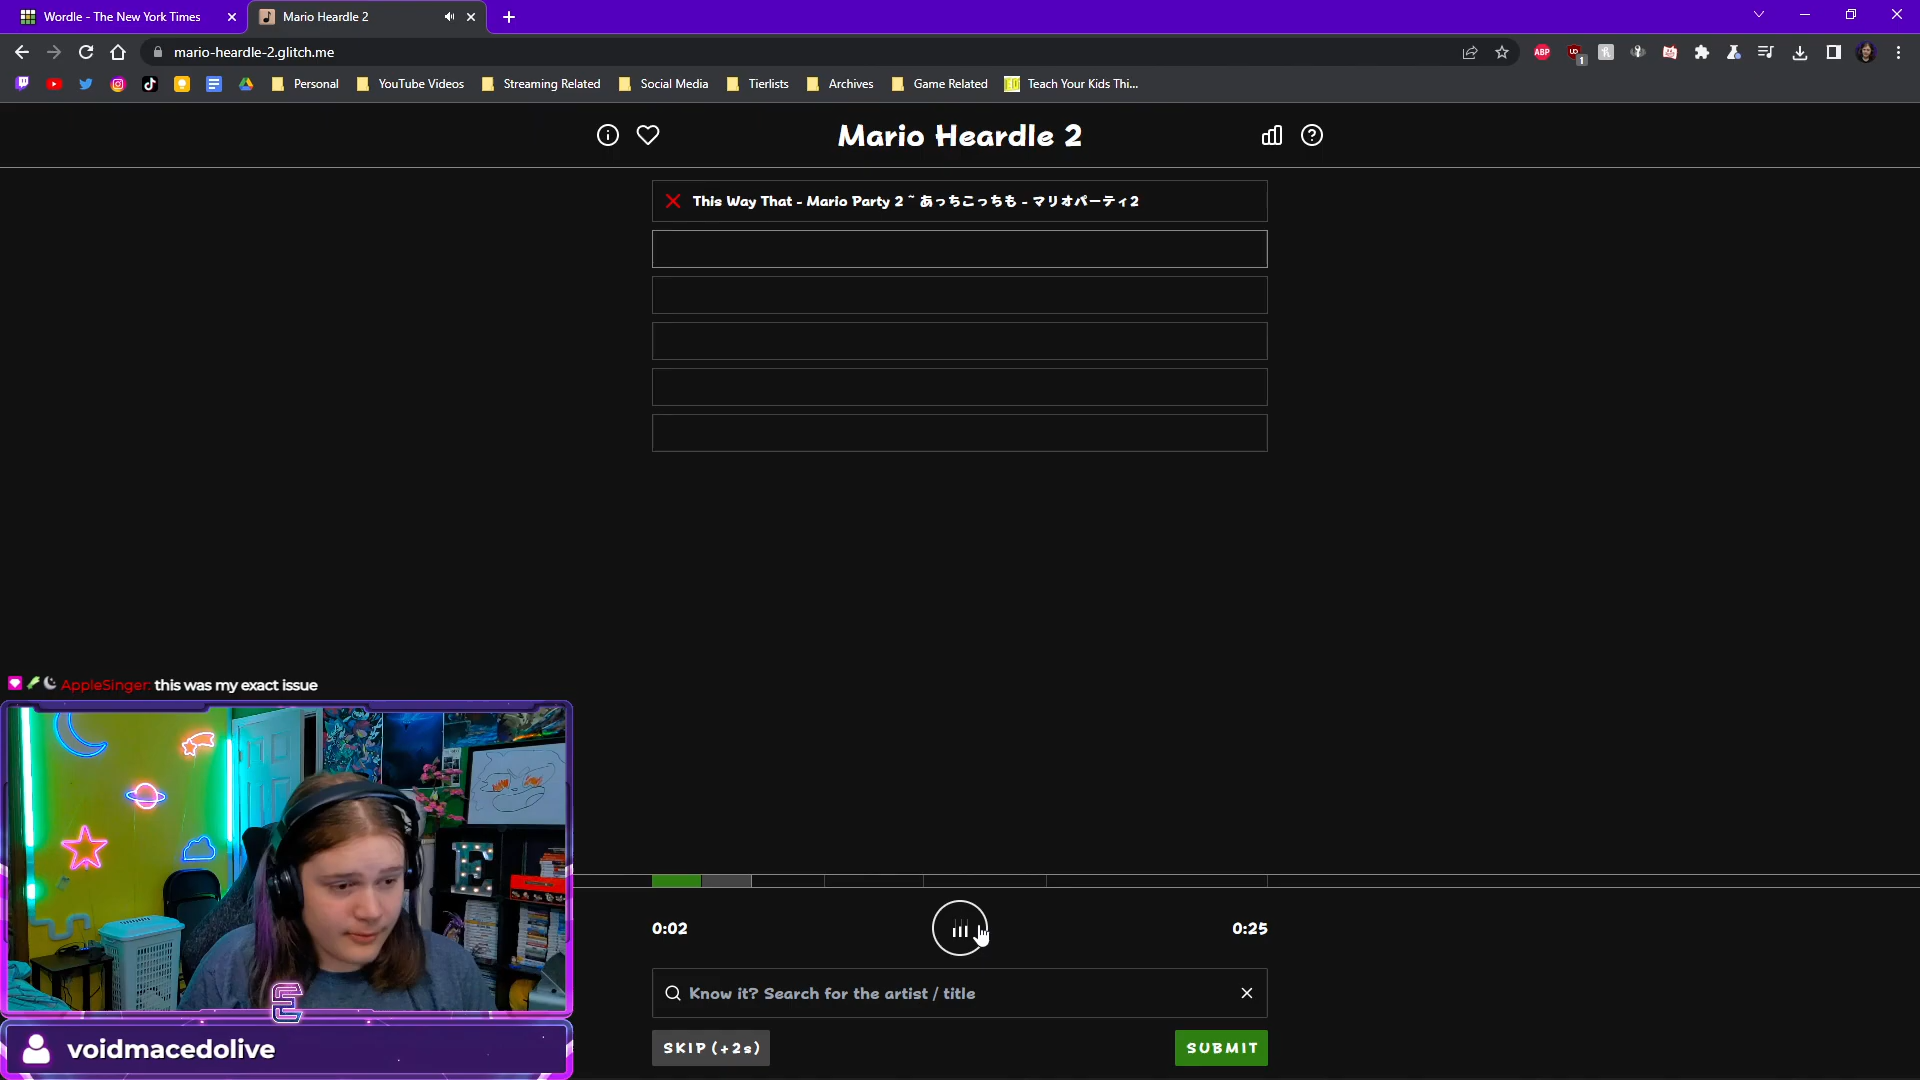 Wordle - The New York Times
Mario Heardle 2
mario-heardle-2.glitch.me
ABP
UD
1
Personal
YouTube Videos
Streaming Related
Social Media
Tierlists
Archives
Game Related
Teach Your Kids Thi...
Mario Heardle 2
This Way That - Mario Party 2 ~ あっちこっちも - マリオパーティ2
AppleSinger: this was my exact issue
E
0:02
0:25
Know it? Search for the artist / title
SKIP (+2s)
SUBMIT
E
voidmacedolive